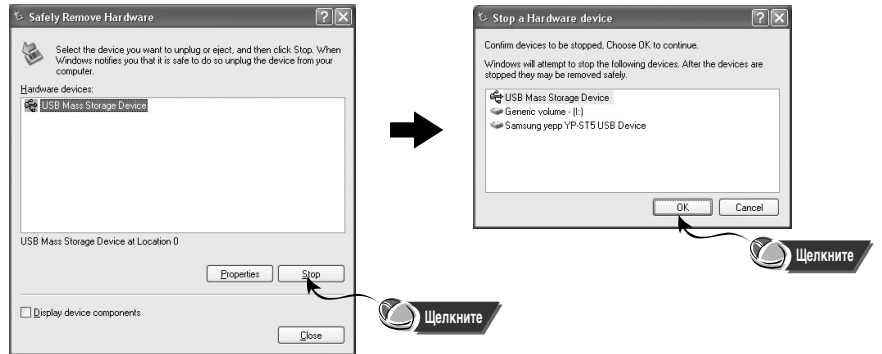 Safely Remove Hardware
Select the device you want to unplug or eject, and then click Stop. When
Windows notifies you that it is safe to do so unplug the device from your
computer.
Hardware devices:
USB Mass Storage Device
USB Mass Storage Device at Location 0
Properties
Stop
Щелкните
Display device components
Close
Stop a Hardware device
Confirm devices to be stopped, Choose OK to continue.
Windows will attempt to stop the following devices. After the devices are
stopped they may be removed safely.
USB Mass Storage Device
Generic volume - (I:)
Samsung yepp YP-ST5 USB Device
OK
Cancel
Щелкните